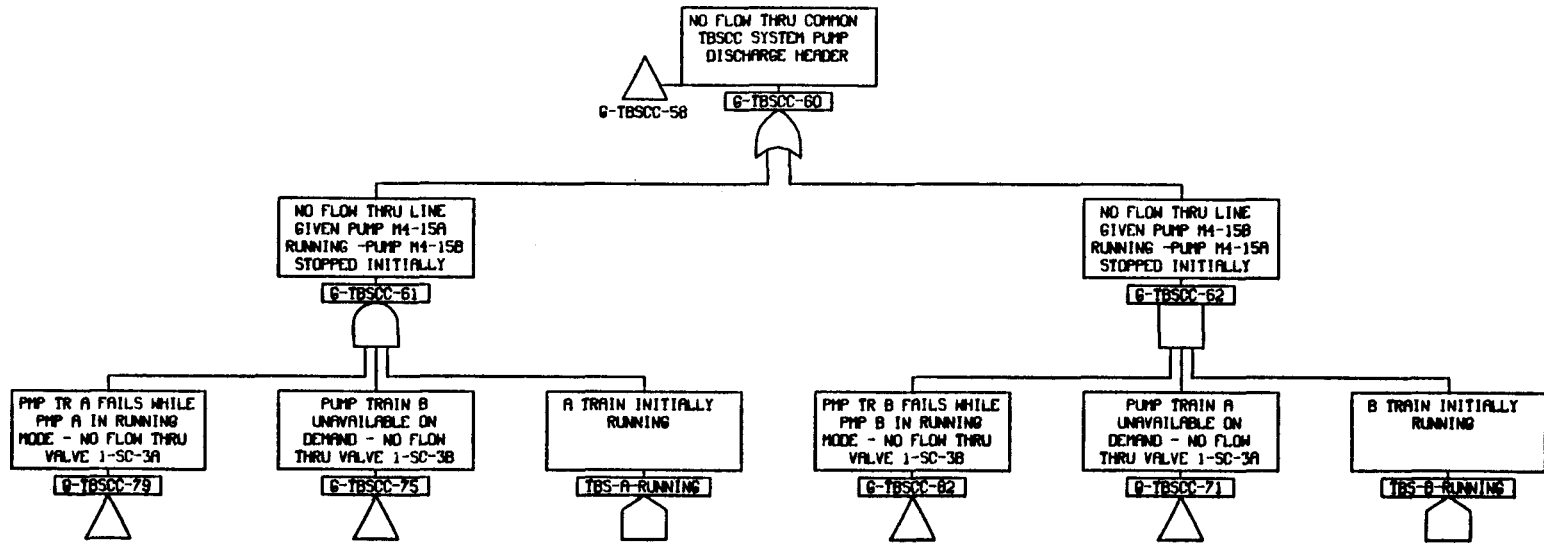 NO FLOW THRU COMMON
TBSCC SYSTEM PUMP
DISCHARGE HEADER
G-TBSCC-58
G-TBSCC-60
NO FLOW THRU LINE
GIVEN PUMP M4-15A
RUNNING -PUMP M4-15B
STOPPED INITIALLY
G-TBSCC-61
NO FLOW THRU LINE
GIVEN PUMP M4-15B
RUNNING -PUMP M4-15A
STOPPED INITIALLY
G-TBSCC-62
PMP TR A FAILS WHILE
PMP A IN RUNNING
MODE - NO FLOW THRU
VALVE 1-SC-3A
G-TBSCC-79
PUMP TRAIN B
UNAVAILABLE ON
DEMAND - NO FLOW
THRU VALVE 1-SC-3B
G-TBSCC-75
A TRAIN INITIALLY
RUNNING
TBS-A-RUNNING
PMP TR B FAILS WHILE
PMP B IN RUNNING
MODE - NO FLOW THRU
VALVE 1-SC-3B
G-TBSCC-82
PUMP TRAIN A
UNAVAILABLE ON
DEMAND - NO FLOW
THRU VALVE 1-SC-3A
G-TBSCC-71
B TRAIN INITIALLY
RUNNING
TBS-B-RUNNING